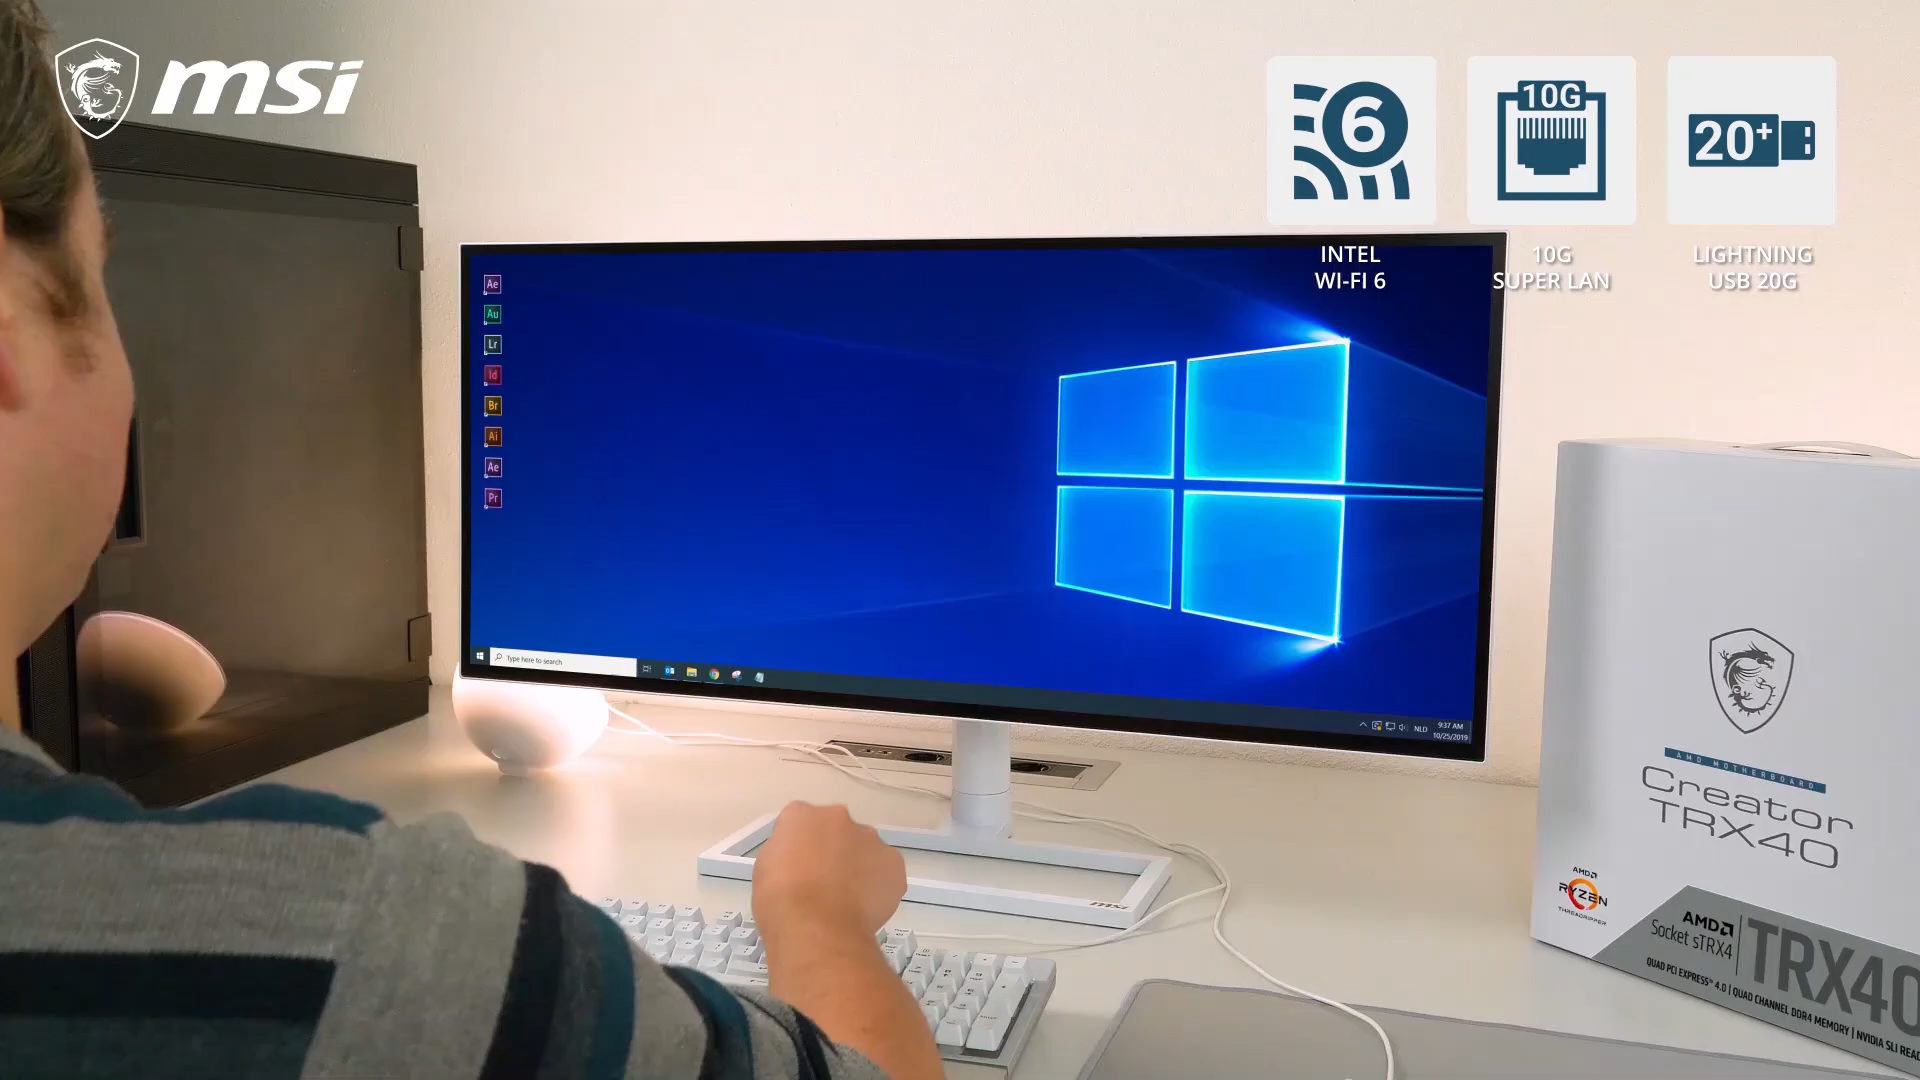 msi
6
10G
20+
INTEL
WI-FI 6
10G
SUPER LAN
LIGHTNING
USB 20G
Ae
Au
Lr
Id
Br
Ai
Ae
Pr
Type here to search
NLD
9:37 AM
10/25/2019
msi
AMD MOTHERBOARD
Creator
TRX40
AMD
RYZEN
THREADRIPPER
AMD
Socket sTRX4
TRX40
QUAD PCI EXPRESS® 4.0 | QUAD CHANNEL DDR4 MEMORY | NVIDIA SLI READ